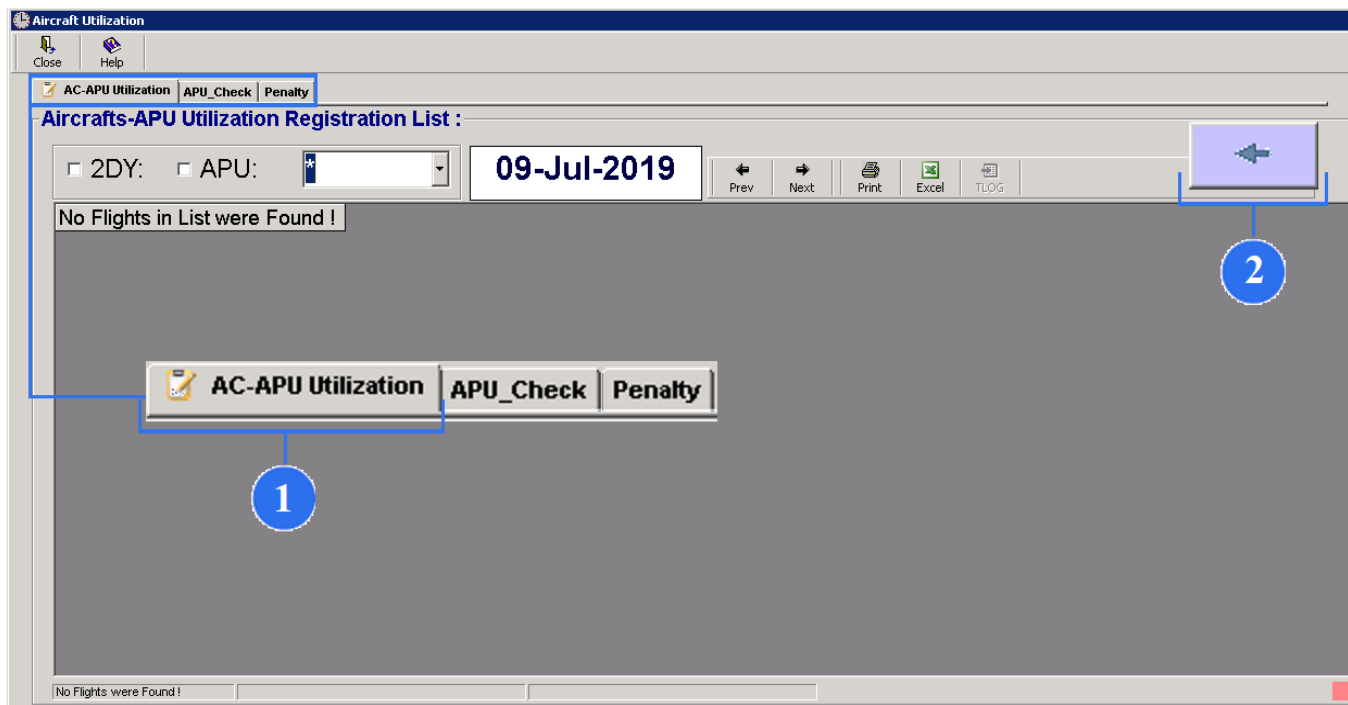 Aircraft Utilization
Close Help
AC-APU Utilization APU_Check Penalty
Aircrafts-APU Utilization Registration List :
2DY: APU: * 09-Jul-2019 Prev Next Print Excel TLOG
No Flights in List were Found !
2
AC-APU Utilization APU_Check Penalty
1
No Flights were Found !